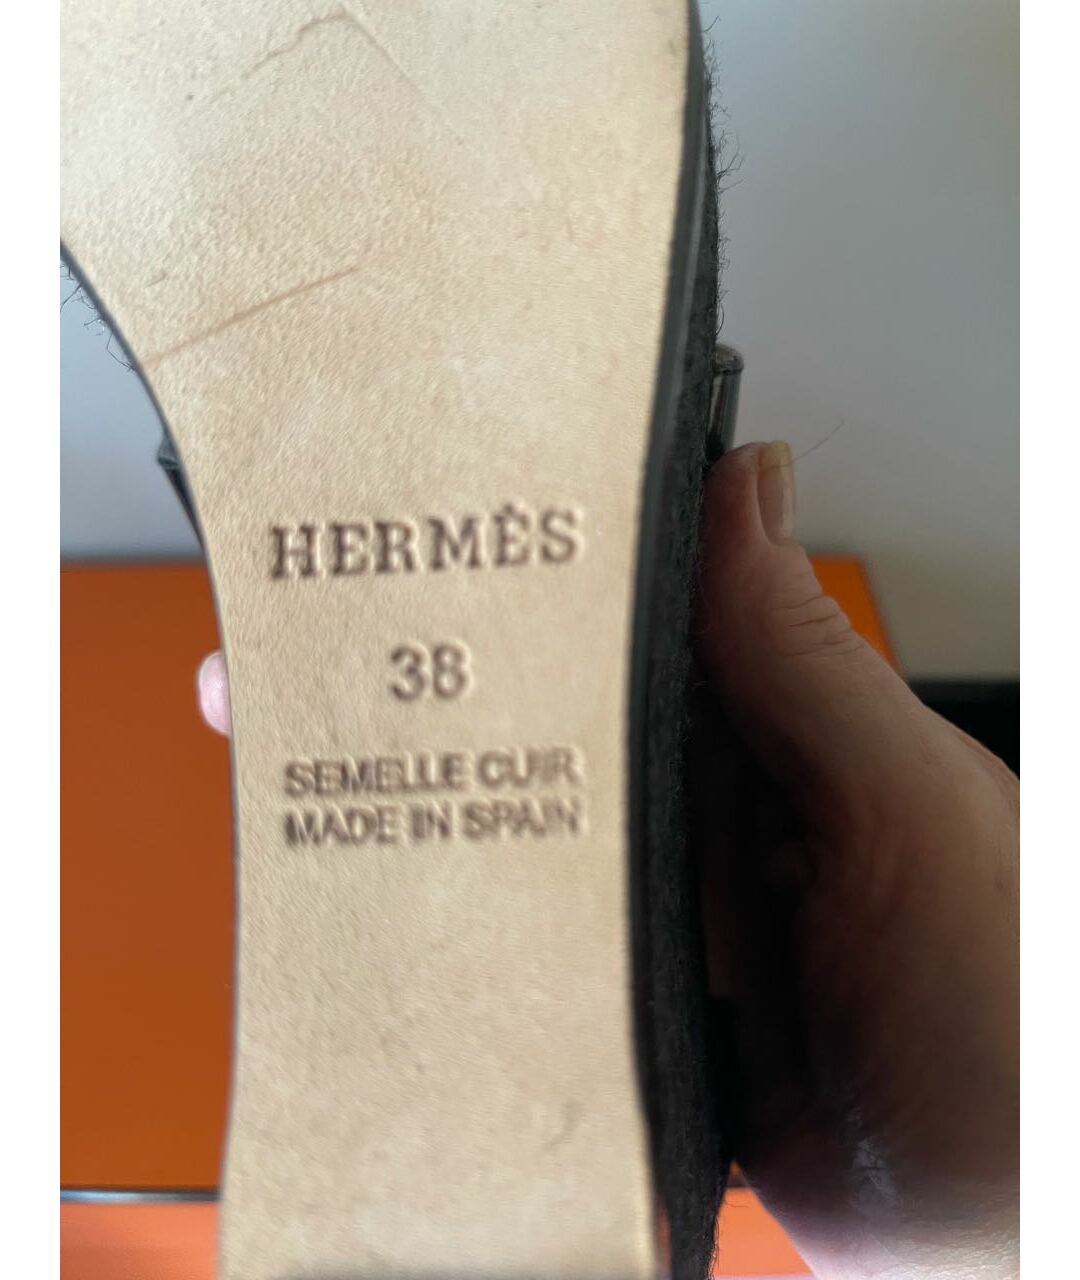 HERMÈS
38
SEMELLE CUIR
MADE IN SPAIN